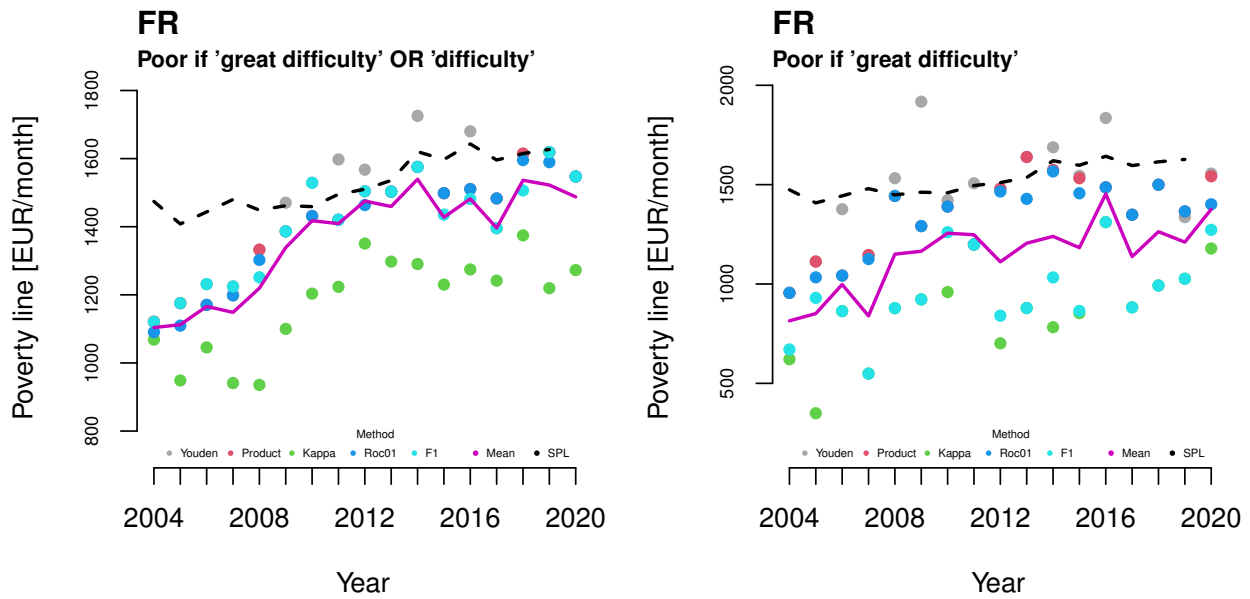 FR
Poor if ’great difficulty’ OR ’difficulty’
Poverty line [EUR/month]
1800
1600
1400
1200
1000
800
Method
Youden Product Kappa Roc01 F1 Mean SPL
2004 2008 2012 2016 2020
Year
FR
Poor if ’great difficulty’
Poverty line [EUR/month]
2000
1500
1000
500
Method
Youden Product Kappa Roc01 F1 Mean SPL
2004 2008 2012 2016 2020
Year